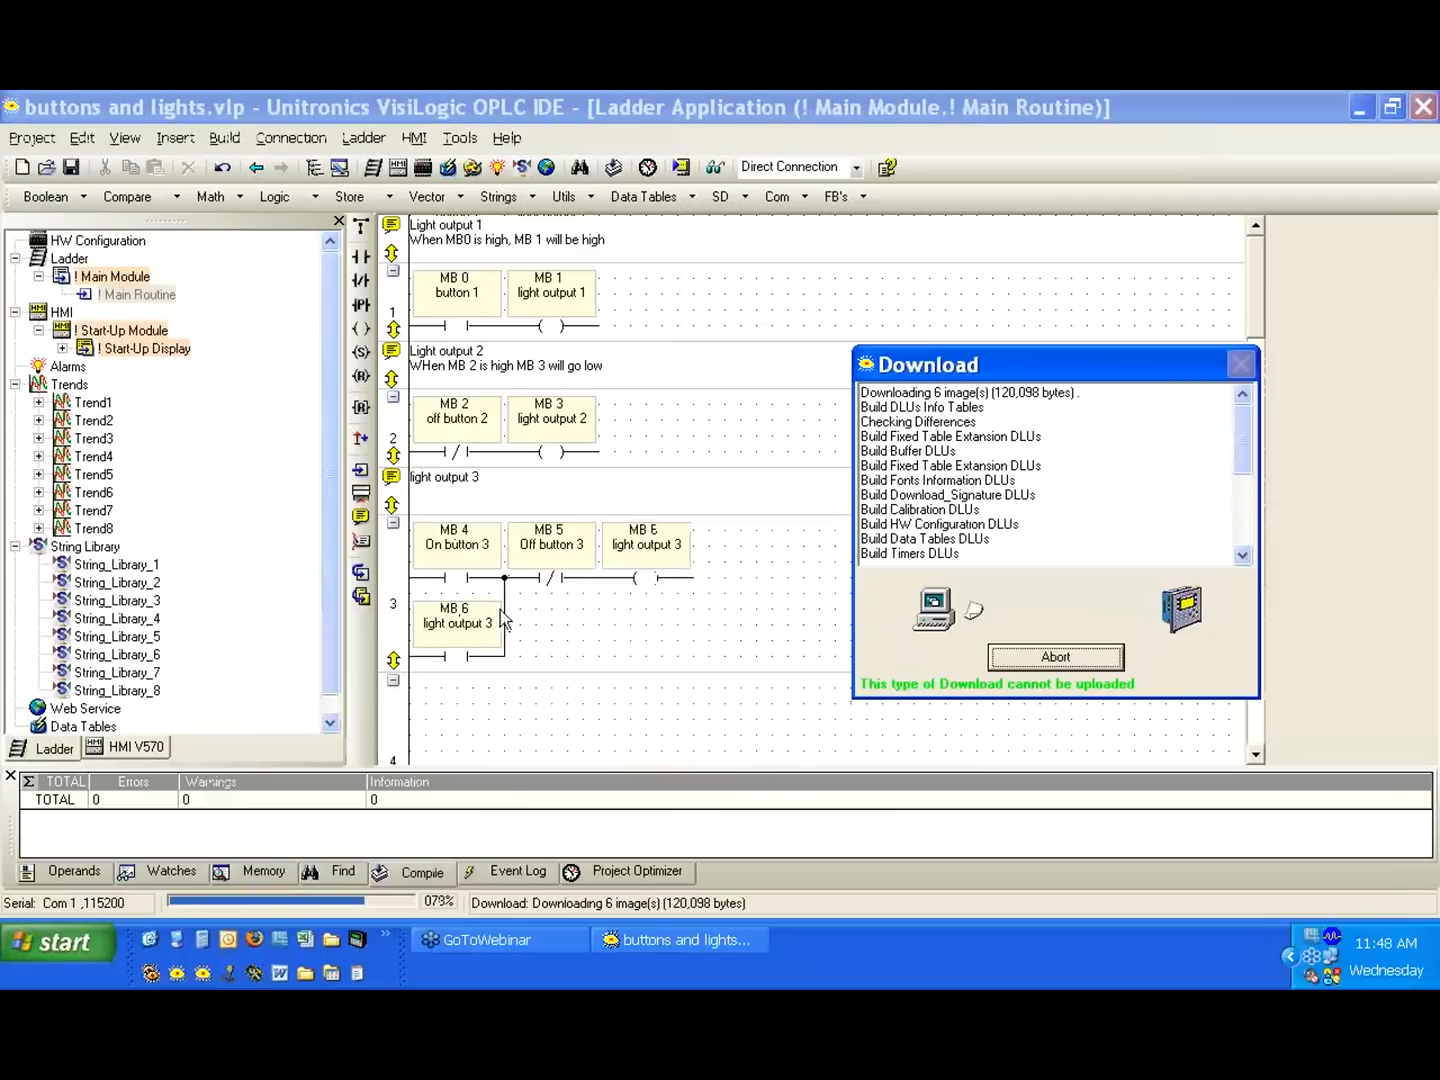 buttons and lights.vlp - Unitronics VisiLogic OPLC IDE - [Ladder Application (! Main Module.! Main Routine)]
Project Edit View Insert Build Connection Ladder HMI Tools Help
Direct Connection
Boolean Compare Math Logic Store Vector Strings Utils Data Tables SD Com FB's
HW Configuration
Ladder
! Main Module
! Main Routine
HMI
! Start-Up Module
! Start-Up Display
Alarms
Trends
Trend1
Trend2
Trend3
Trend4
Trend5
Trend6
Trend7
Trend8
String Library
String_Library_1
String_Library_2
String_Library_3
String_Library_4
String_Library_5
String_Library_6
String_Library_7
String_Library_8
Web Service
Data Tables
Ladder HMI V570
Light output 1
When MB0 is high, MB 1 will be high
MB 0 MB 1
button 1 light output 1
1
Light output 2
WHen MB 2 is high MB 3 will go low
MB 2 MB 3
off button 2 light output 2
2
light output 3
MB 4 MB 5 MB 6
On button 3 Off button 3 light output 3
3
MB 6
light output 3
4
Download
Downloading 6 image(s) (120,098 bytes) .
Build DLUs Info Tables
Checking Differences
Build Fixed Table Extansion DLUs
Build Buffer DLUs
Build Fixed Table Extansion DLUs
Build Fonts Information DLUs
Build Download_Signature DLUs
Build Calibration DLUs
Build HW Configuration DLUs
Build Data Tables DLUs
Build Timers DLUs
Abort
This type of Download cannot be uploaded
Σ TOTAL Errors Warnings Information
TOTAL 0 0 0
Operands Watches Memory Find Compile Event Log Project Optimizer
Serial: Com 1 ,115200 079% Download: Downloading 6 image(s) (120,098 bytes)
start GoToWebinar buttons and lights... 11:48 AM
Wednesday